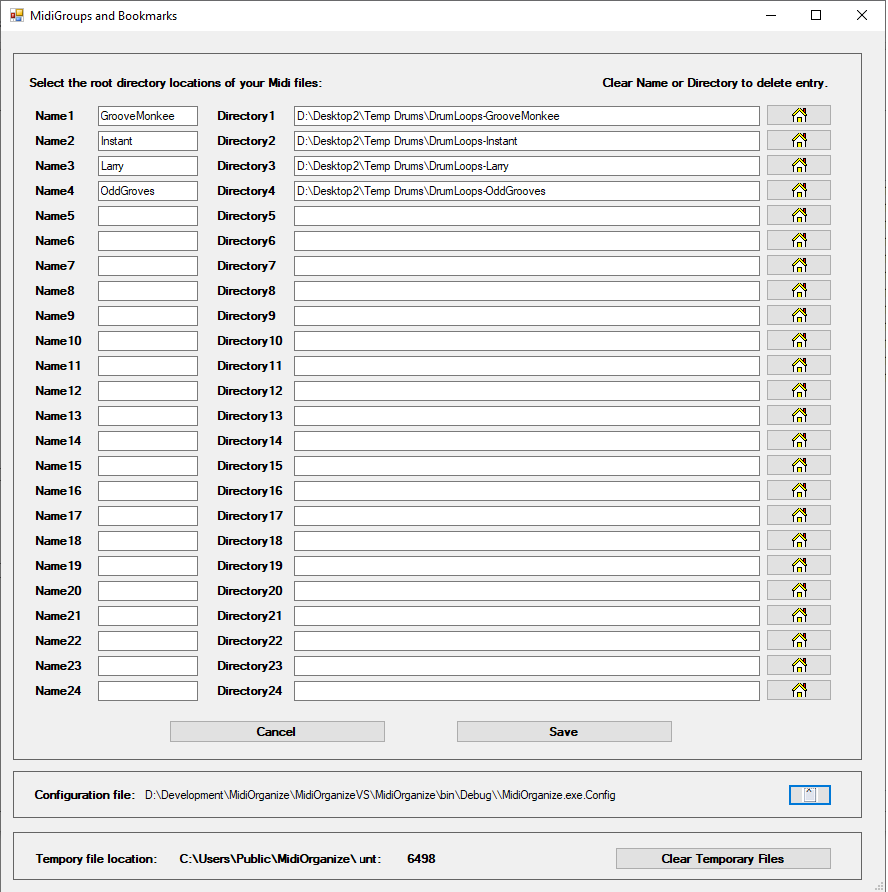 MidiGroups and Bookmarks
Select the root directory locations of your Midi files: Clear Name or Directory to delete entry.
Name1 GrooveMonkee Directory1 D:\Desktop2\Temp Drums\DrumLoops-GrooveMonkee
Name2 Instant Directory2 D:\Desktop2\Temp Drums\DrumLoops-Instant
Name3 Larry Directory3 D:\Desktop2\Temp Drums\DrumLoops-Larry
Name4 OddGroves Directory4 D:\Desktop2\Temp Drums\DrumLoops-OddGrooves
Name5 Directory5
Name6 Directory6
Name7 Directory7
Name8 Directory8
Name9 Directory9
Name10 Directory10
Name11 Directory11
Name12 Directory12
Name13 Directory13
Name14 Directory14
Name15 Directory15
Name16 Directory16
Name17 Directory17
Name18 Directory18
Name19 Directory19
Name20 Directory20
Name21 Directory21
Name22 Directory22
Name23 Directory23
Name24 Directory24
Cancel Save
Configuration file: D:\Development\MidiOrganize\MidiOrganizeVS\MidiOrganize\bin\Debug\\MidiOrganize.exe.Config
Tempory file location: C:\Users\Public\MidiOrganize\ unt: 6498 Clear Temporary Files